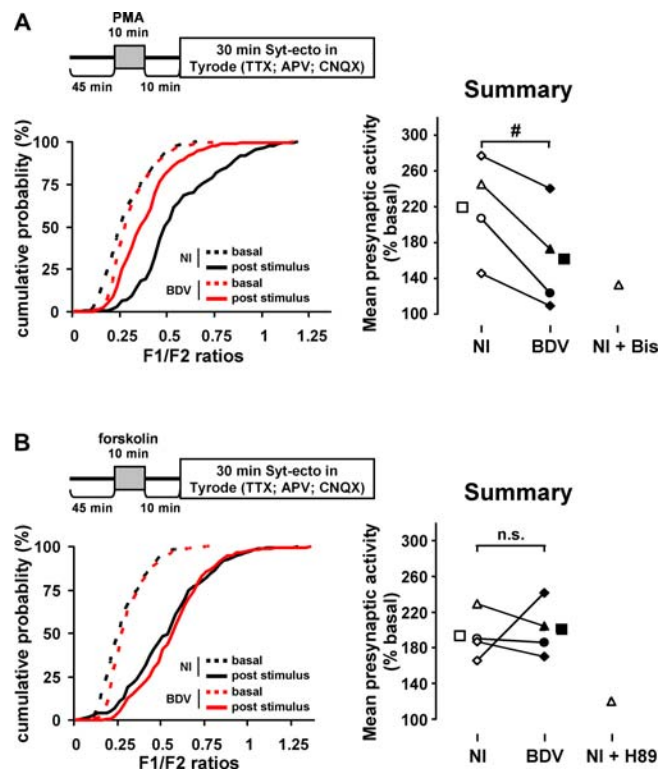 A
PMA
10 min
30 min Syt-ecto in
Tyrode (TTX; APV; CNQX)
45 min
10 min
cumulative probablity (%)
100
75
50
25
0
0
0.25
0.5
0.75
1
1.25
F1/F2 ratios
NI
basal
post stimulus
BDV
basal
post stimulus
Summary
Mean presynaptic activity
(% basal)
300
260
220
180
140
100
#
NI
BDV
NI + Bis
B
forskolin
10 min
30 min Syt-ecto in
Tyrode (TTX; APV; CNQX)
45 min
10 min
cumulative probablity (%)
100
75
50
25
0
0
0.25
0.5
0.75
1
1.25
F1/F2 ratios
NI
basal
post stimulus
BDV
basal
post stimulus
Summary
Mean presynaptic activity
(% basal)
300
260
220
180
140
100
n.s.
NI
BDV
NI + H89